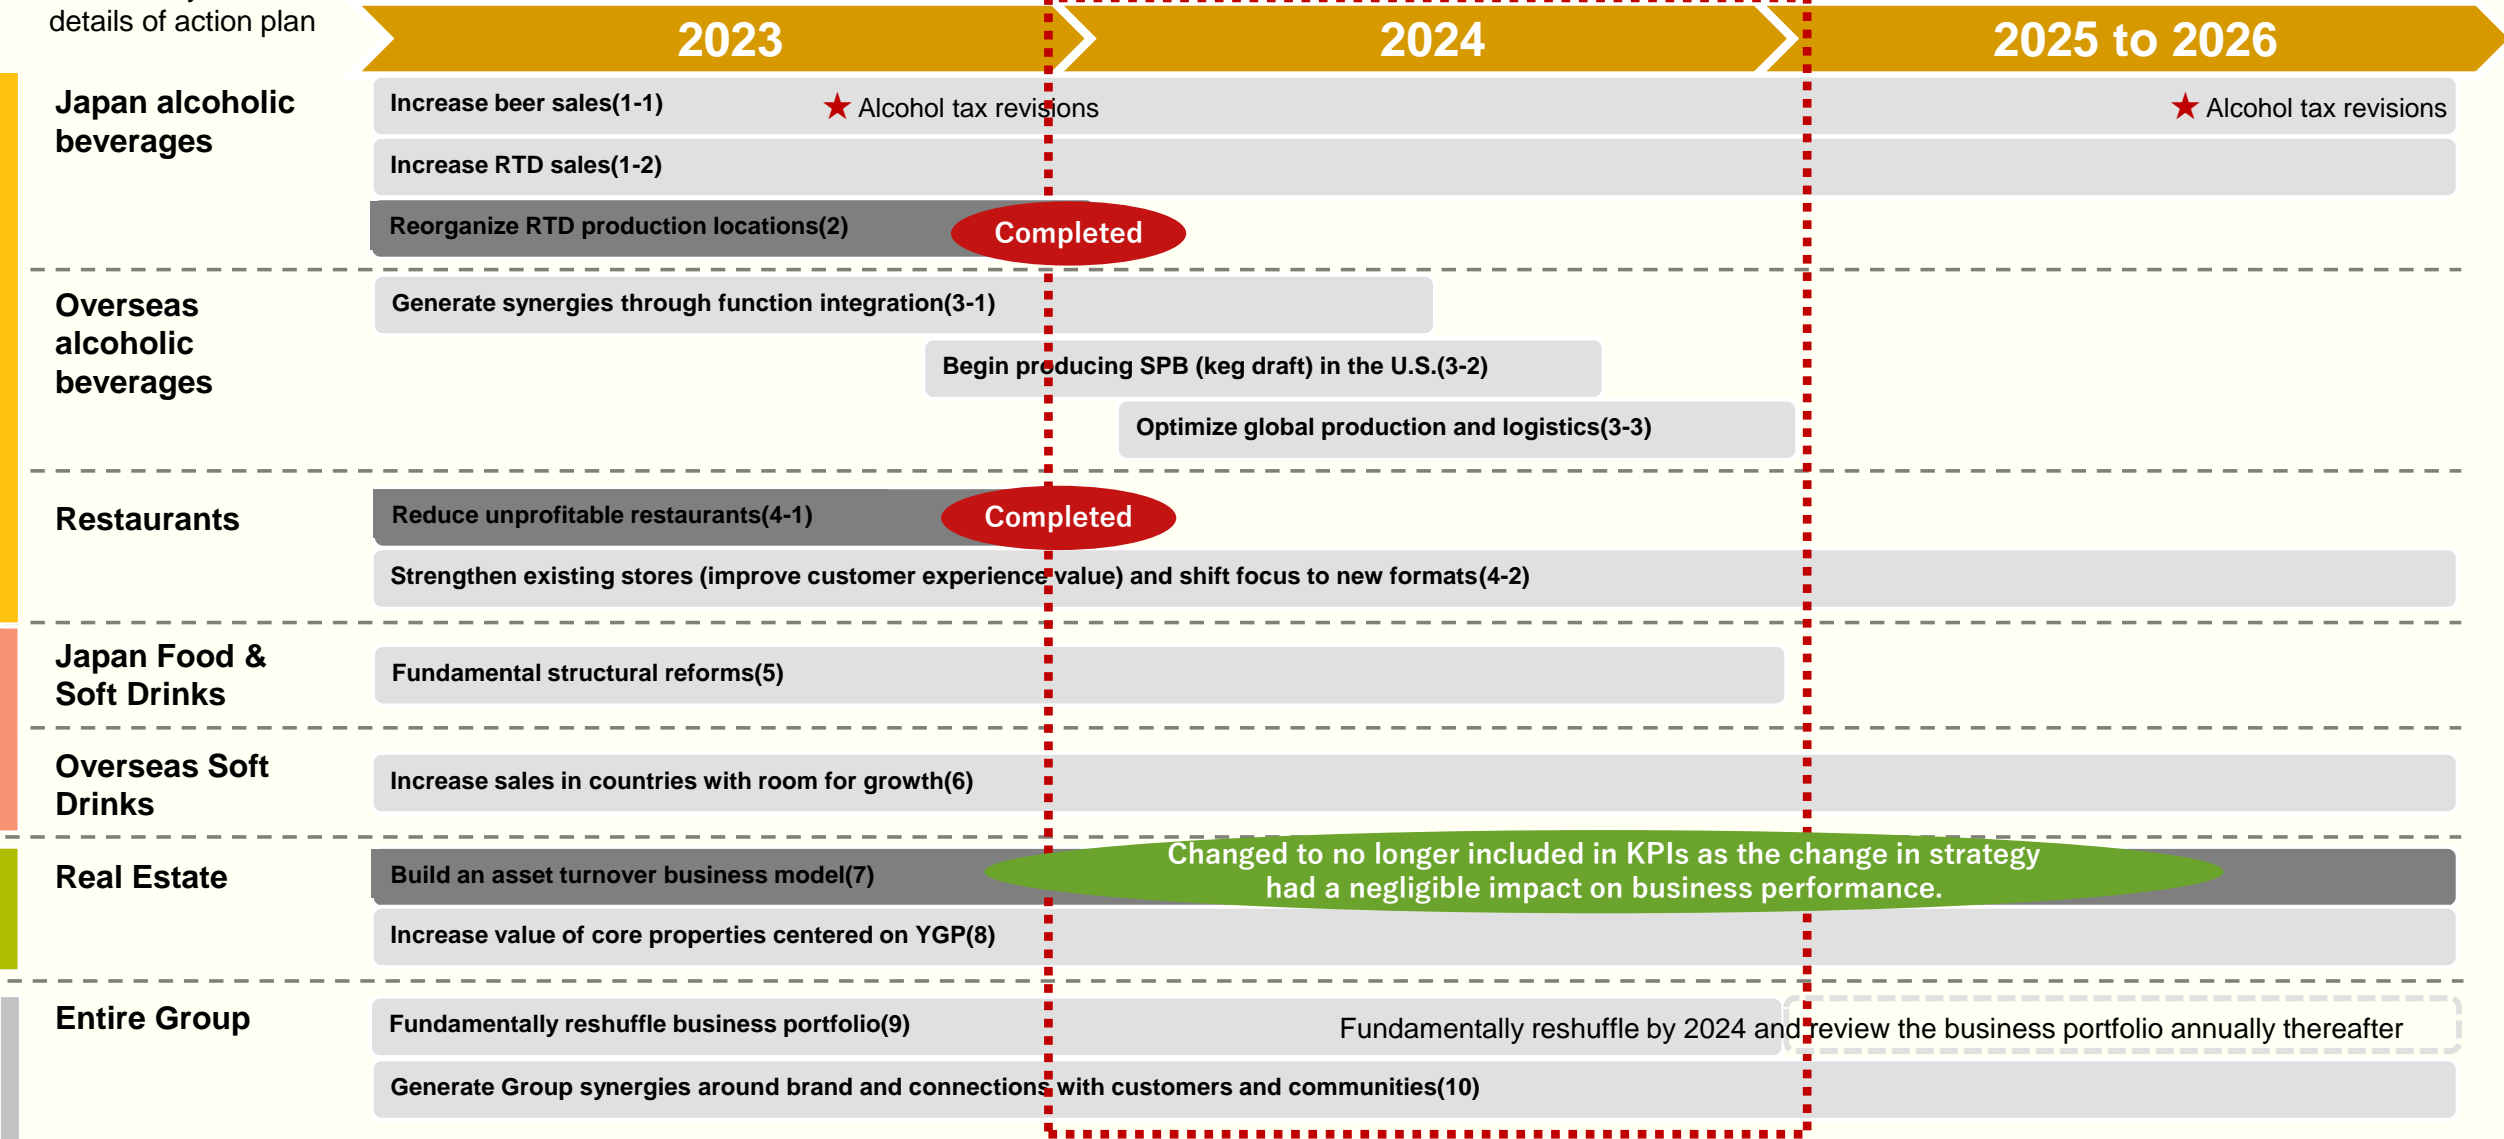 details of action plan
2023
2024
2025 to 2026
Japan alcoholic
beverages
Increase beer sales(1-1)
★ Alcohol tax revisions
★ Alcohol tax revisions
Increase RTD sales(1-2)
Reorganize RTD production locations(2)
Completed
Overseas
alcoholic
beverages
Generate synergies through function integration(3-1)
Begin producing SPB (keg draft) in the U.S.(3-2)
Optimize global production and logistics(3-3)
Restaurants
Reduce unprofitable restaurants(4-1)
Completed
Strengthen existing stores (improve customer experience value) and shift focus to new formats(4-2)
Japan Food &
Soft Drinks
Fundamental structural reforms(5)
Overseas Soft
Drinks
Increase sales in countries with room for growth(6)
Real Estate
Build an asset turnover business model(7)
Changed to no longer included in KPIs as the change in strategy
had a negligible impact on business performance.
Increase value of core properties centered on YGP(8)
Entire Group
Fundamentally reshuffle business portfolio(9)
Fundamentally reshuffle by 2024 and review the business portfolio annually thereafter
Generate Group synergies around brand and connections with customers and communities(10)